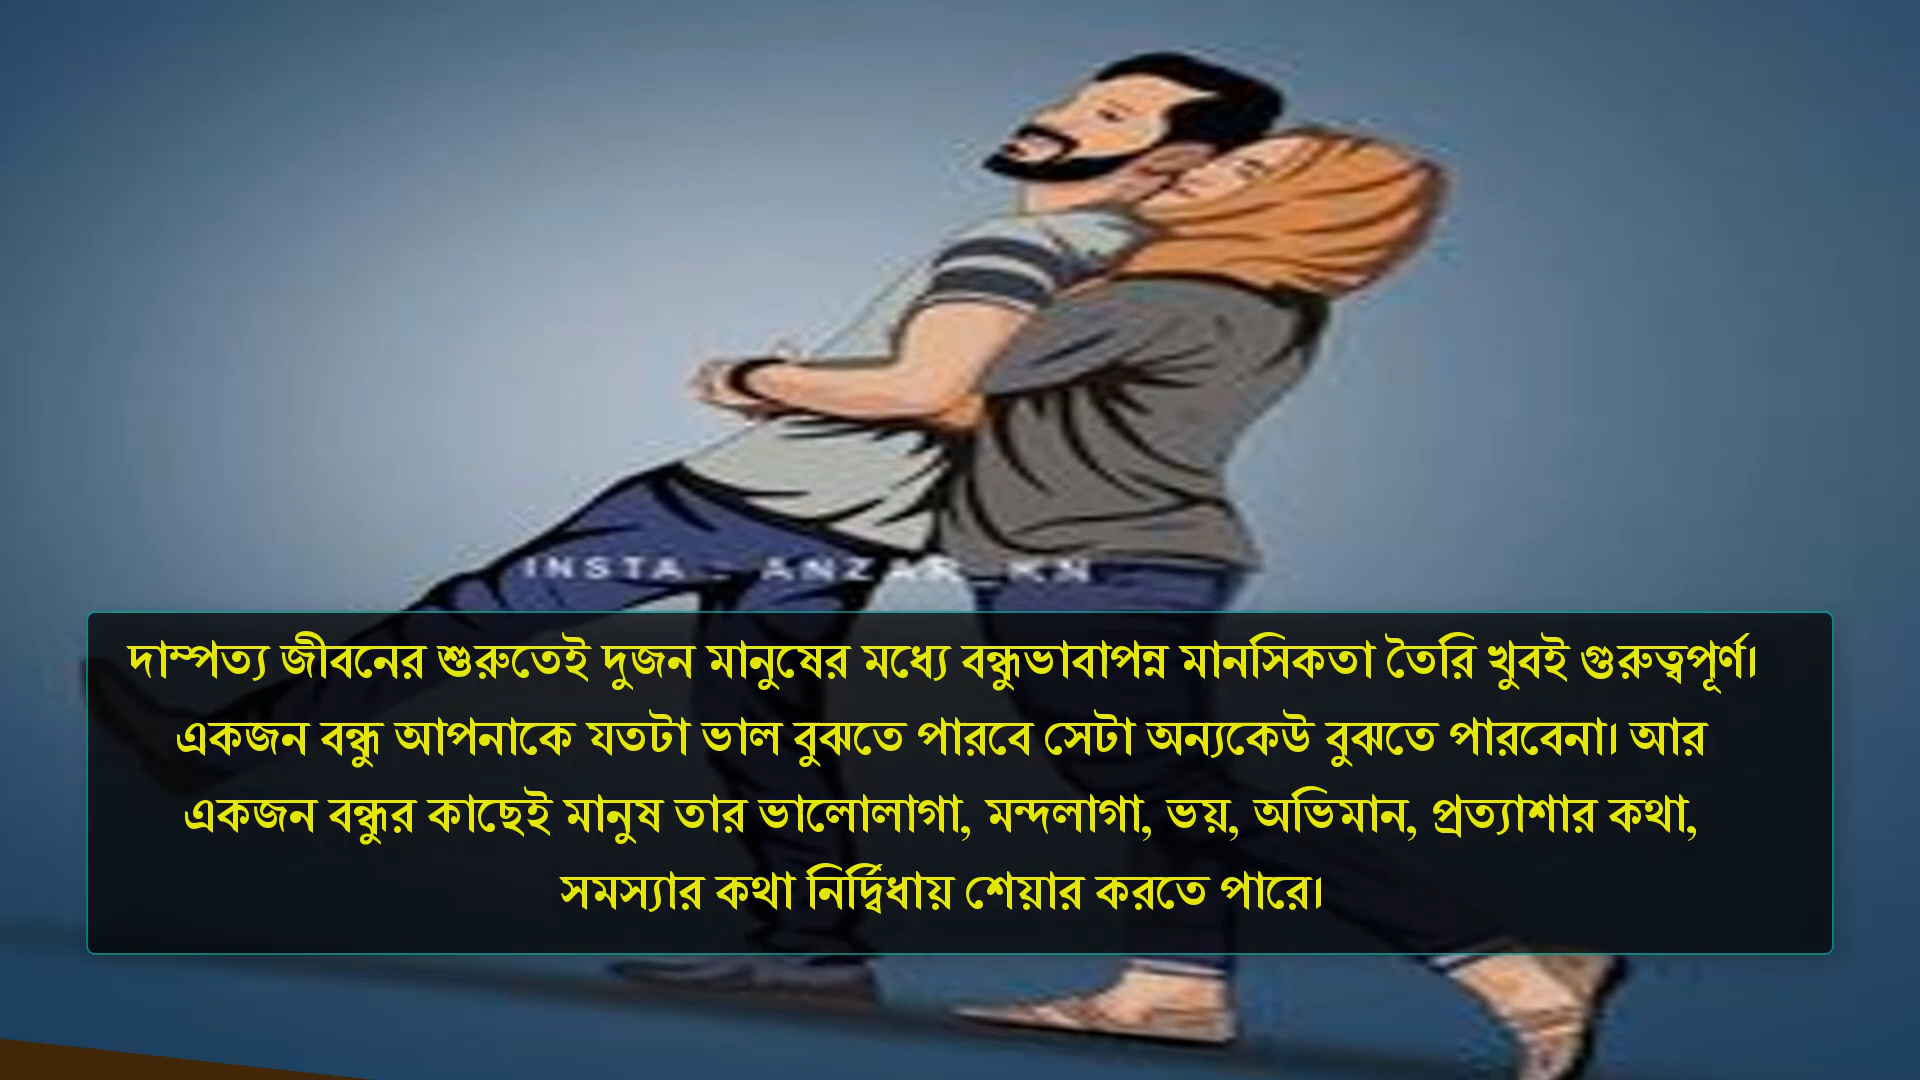 INSTA _ ANZAR_KN
দাম্পত্য জীবনের শুরুতেই দুজন মানুষের মধ্যে বন্ধুভাবাপন্ন মানসিকতা তৈরি খুবই গুরুত্বপূর্ণ।
একজন বন্ধু আপনাকে যতটা ভাল বুঝতে পারবে সেটা অন্যকেউ বুঝতে পারবেনা। আর
একজন বন্ধুর কাছেই মানুষ তার ভালোলাগা, মন্দলাগা, ভয়, অভিমান, প্রত্যাশার কথা,
সমস্যার কথা নির্দ্বিধায় শেয়ার করতে পারে।